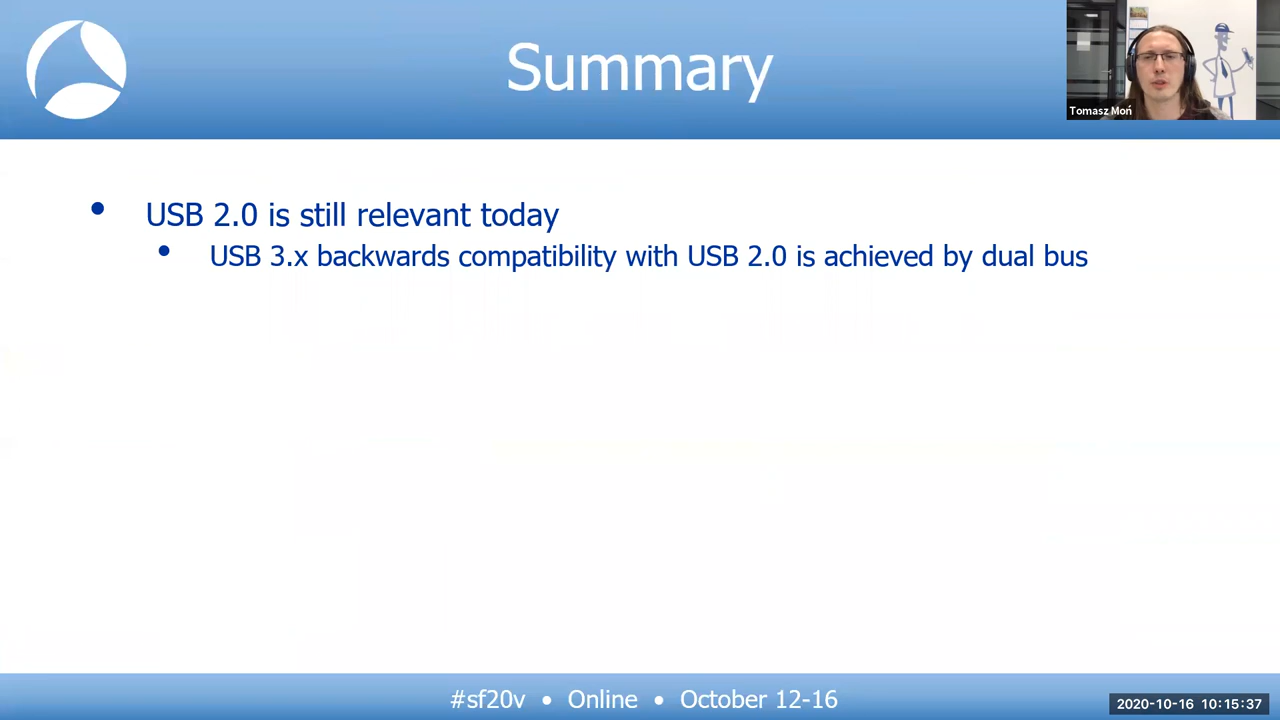 Summary
Tomasz Moń
• USB 2.0 is still relevant today
• USB 3.x backwards compatibility with USB 2.0 is achieved by dual bus
#sf20v • Online • October 12-16
2020-10-16 10:15:37